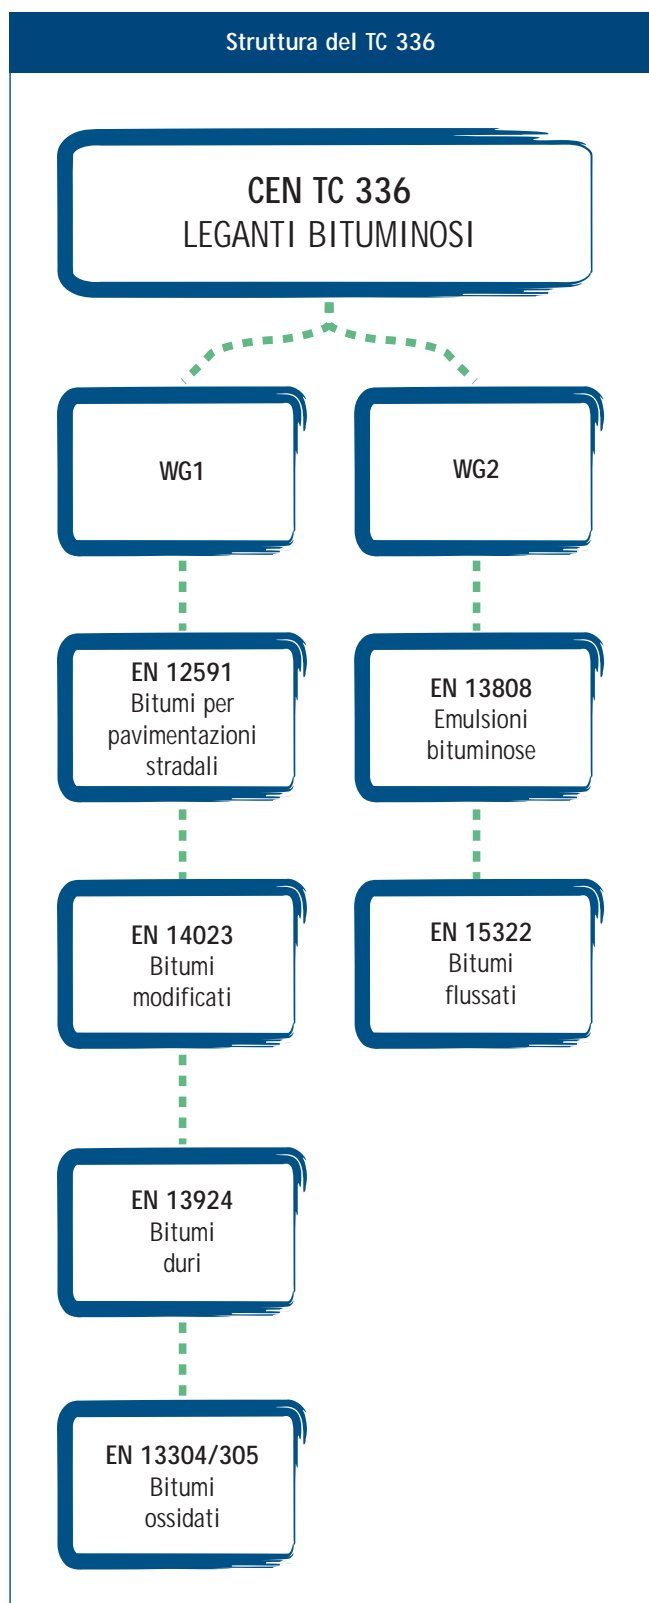 Struttura del TC 336
CEN TC 336
LEGANTI BITUMINOSI
WG1
WG2
EN 12591
Bitumi per
pavimentazioni
stradali
EN 13808
Emulsioni
bituminose
EN 14023
Bitumi
modificati
EN 15322
Bitumi
flussati
EN 13924
Bitumi
duri
EN 13304/305
Bitumi
ossidati